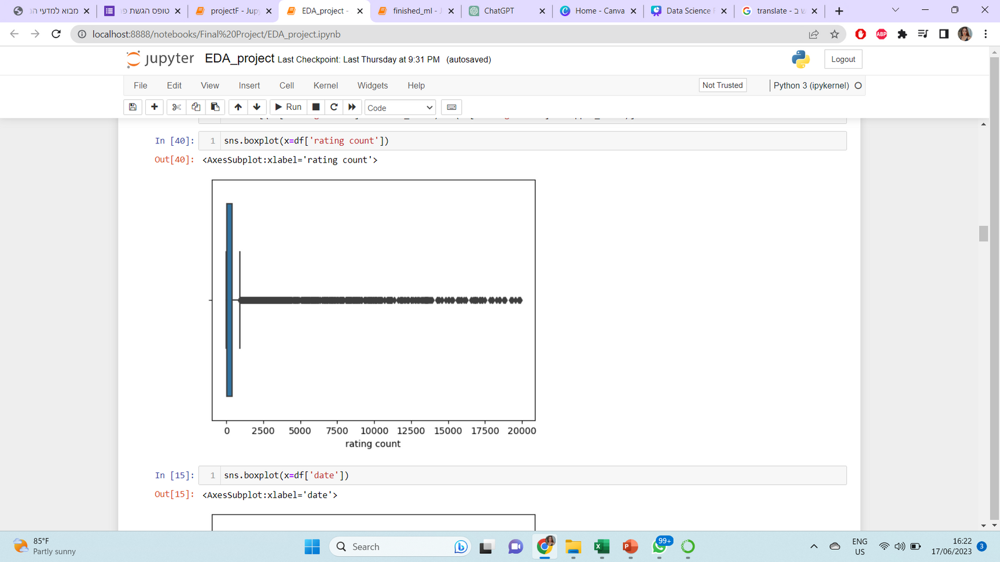 מבוא למדעי הנ
טופס הגשת פ
projectF - Jupy
EDA_project -
finished_ml - J
ChatGPT
Home - Canva
Data Science
translate - ש ב
localhost:8888/notebooks/Final%20Project/EDA_project.ipynb
ABP
jupyter EDA_project Last Checkpoint: Last Thursday at 9:31 PM (autosaved)
Logout
File Edit View Insert Cell Kernel Widgets Help
Not Trusted
Python 3 (ipykernel)
Run
Code
In [40]: 1 sns.boxplot(x=df['rating count'])
Out[40]: <AxesSubplot:xlabel='rating count'>
0 2500 5000 7500 10000 12500 15000 17500 20000
rating count
In [15]: 1 sns.boxplot(x=df['date'])
Out[15]: <AxesSubplot:xlabel='date'>
85°F
Partly sunny
Search
99+
ENG
US
16:22
17/06/2023
3